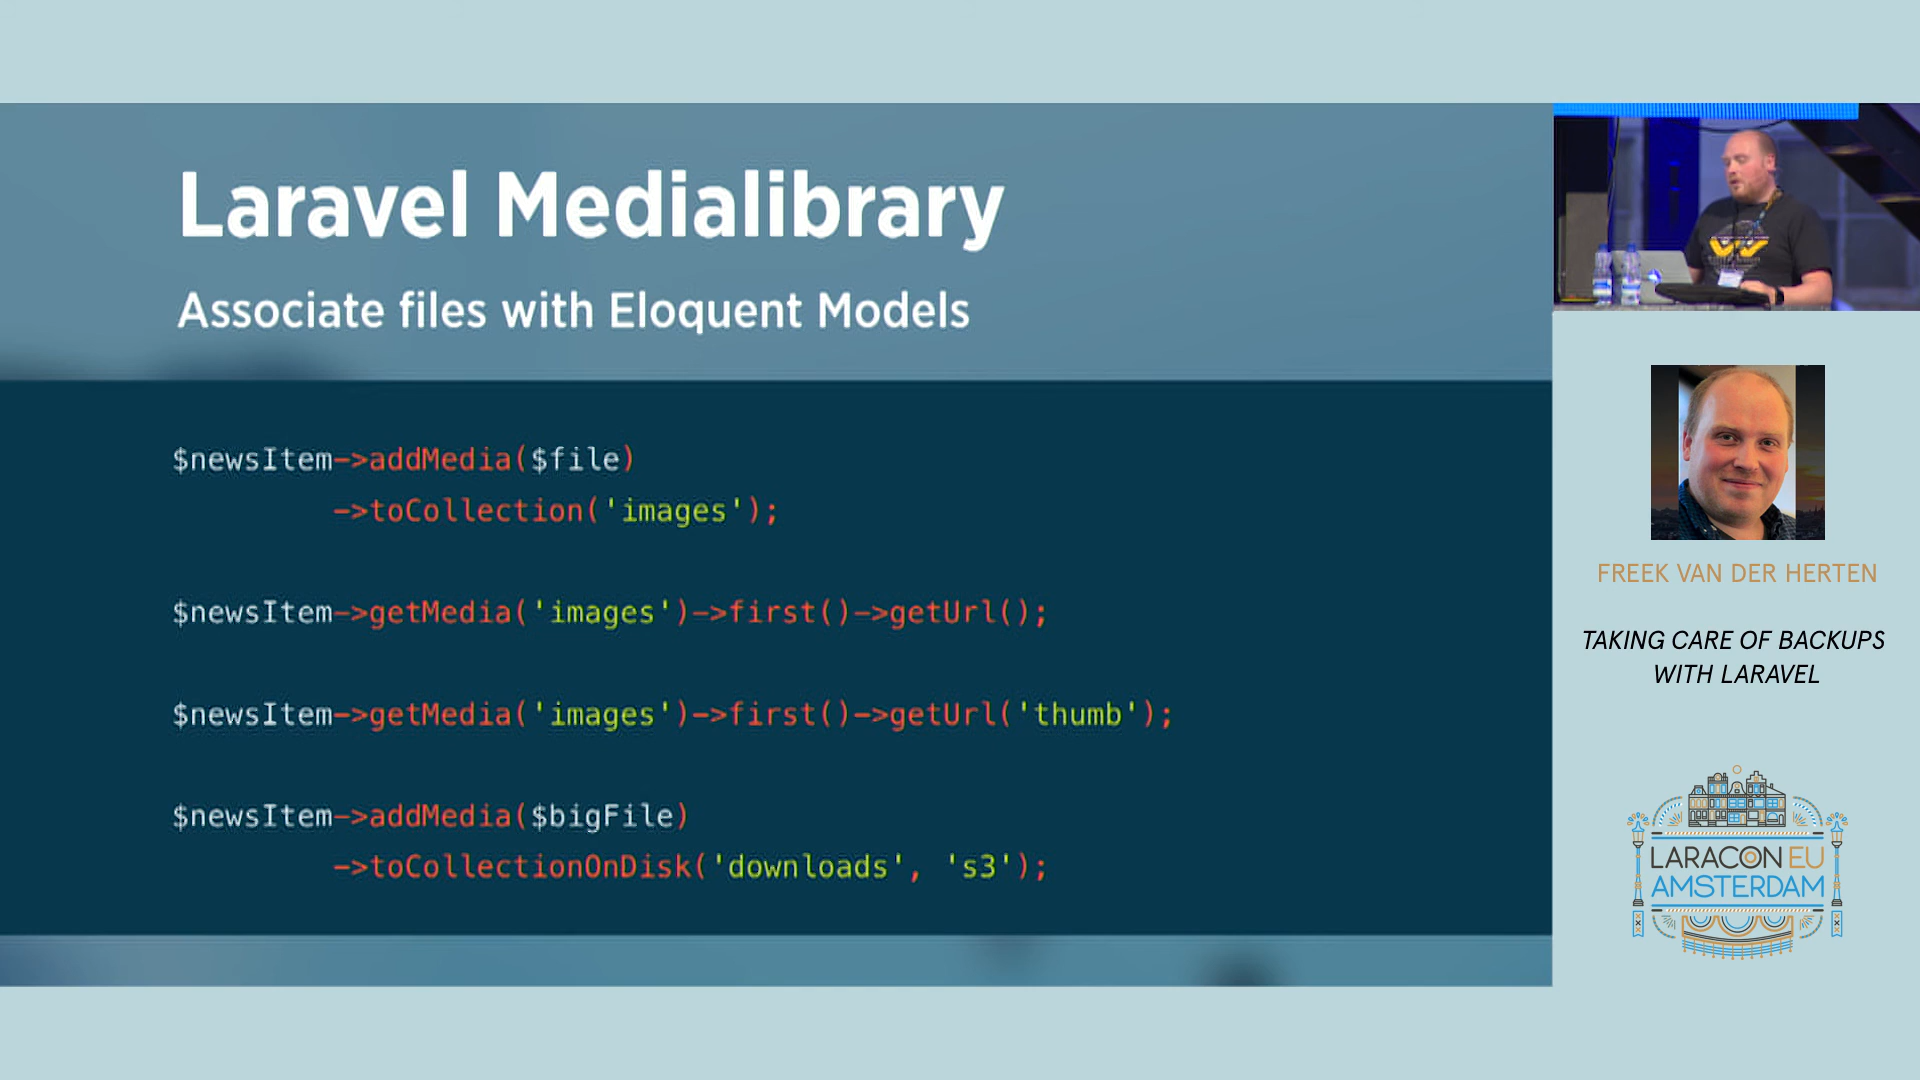 Laravel Medialibrary
Associate files with Eloquent Models
$newsItem->addMedia($file)
->toCollection('images');
$newsItem->getMedia('images')->first()->getUrl();
$newsItem->getMedia('images')->first()->getUrl('thumb');
$newsItem->addMedia($bigFile)
->toCollectionOnDisk('downloads', 's3');
FREEK VAN DER HERTEN
TAKING CARE OF BACKUPS
WITH LARAVEL
LARACON EU
AMSTERDAM